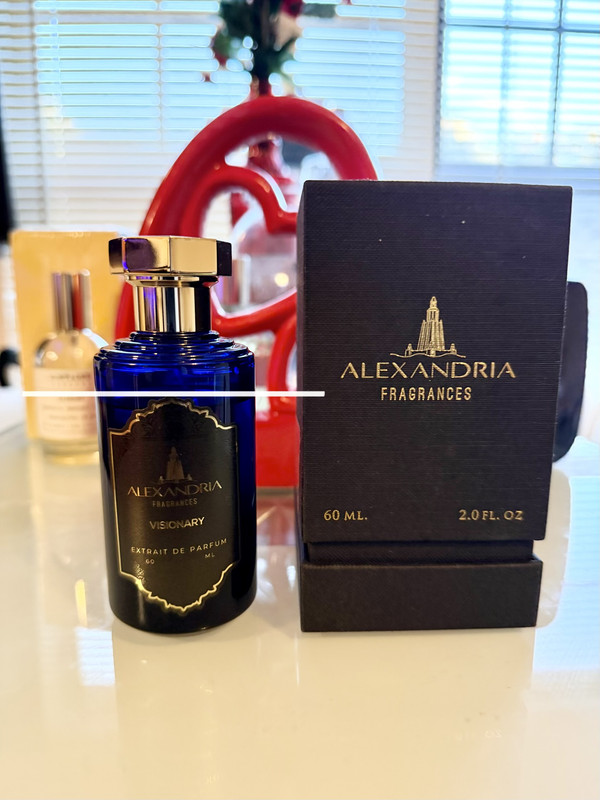 ALEXANDRIA
FRAGRANCES
VISIONARY
EXTRAIT DE PARFUM
60 ML
ALEXANDRIA
FRAGRANCES
60 ML. 2.0 FL. OZ